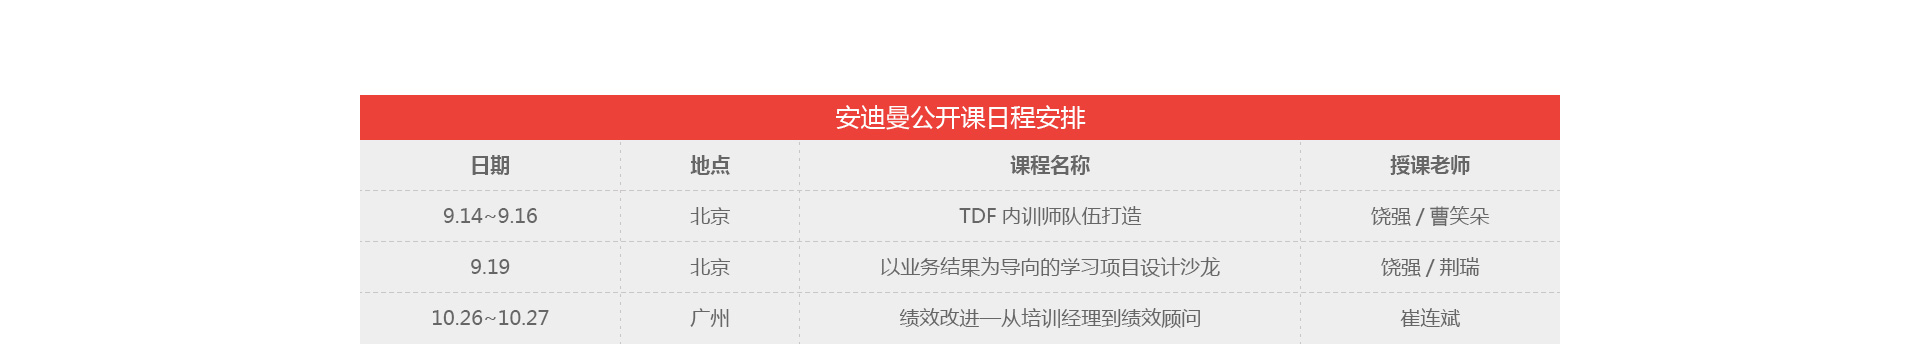 安迪曼公开课日程安排
日期 地点 课程名称 授课老师
9.14~9.16 北京 TDF 内训师队伍打造 饶强 / 曹笑朵
9.19 北京 以业务结果为导向的学习项目设计沙龙 饶强 / 荆瑞
10.26~10.27 广州 绩效改进—从培训经理到绩效顾问 崔连斌